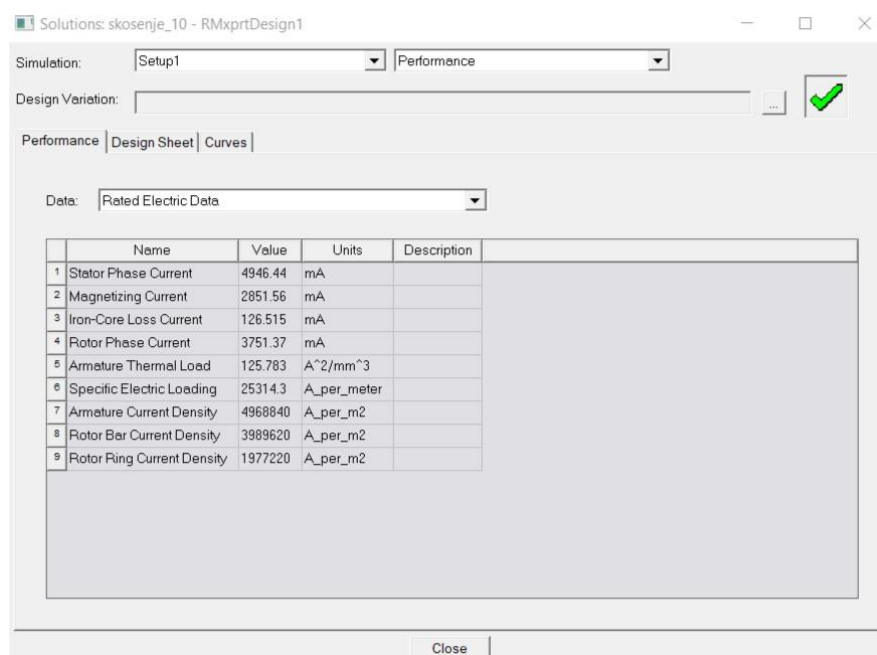 Solutions: skosenje_10 - RMxprtDesign1
Simulation: Setup1 Performance
Design Variation: ...
Performance Design Sheet Curves
Data: Rated Electric Data
Name Value Units Description
1 Stator Phase Current 4946.44 mA
2 Magnetizing Current 2851.56 mA
3 Iron-Core Loss Current 126.515 mA
4 Rotor Phase Current 3751.37 mA
5 Armature Thermal Load 125.783 A^2/mm^3
6 Specific Electric Loading 25314.3 A_per_meter
7 Armature Current Density 4968840 A_per_m2
8 Rotor Bar Current Density 3989620 A_per_m2
9 Rotor Ring Current Density 1977220 A_per_m2
Close